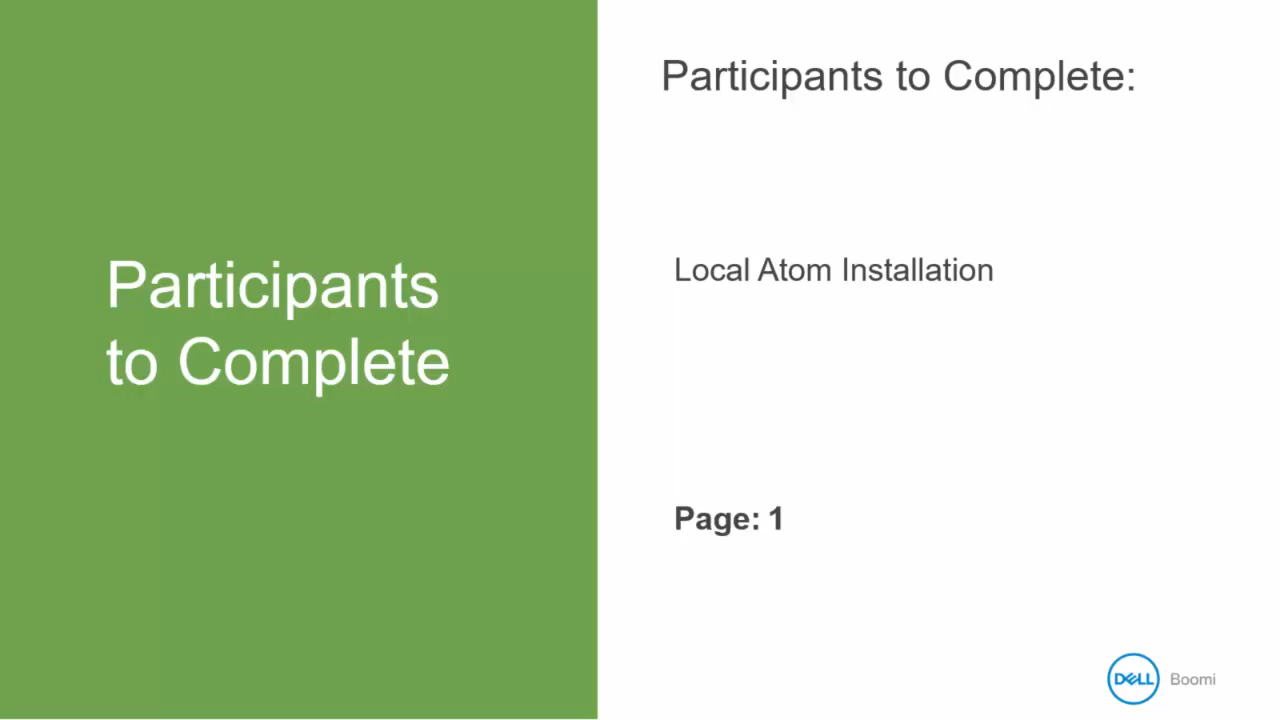 Participants
to Complete
Participants to Complete:
Local Atom Installation
Page: 1
DELL Boomi